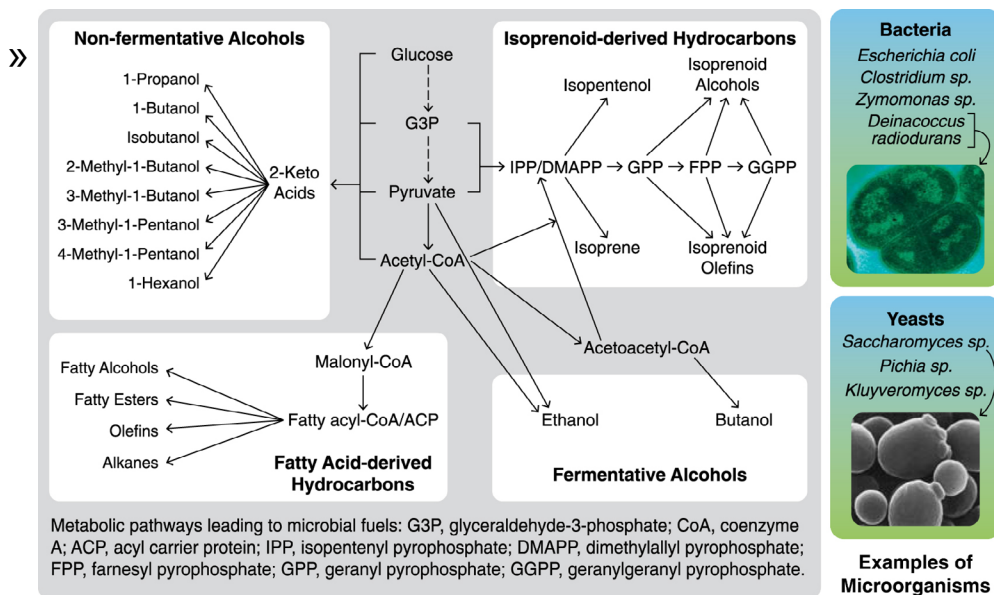 »
Non-fermentative Alcohols
1-Propanol
1-Butanol
Isobutanol
2-Methyl-1-Butanol
3-Methyl-1-Butanol
3-Methyl-1-Pentanol
4-Methyl-1-Pentanol
1-Hexanol
2-Keto
Acids
Glucose
G3P
Pyruvate
Acetyl-CoA
Isoprenoid-derived Hydrocarbons
Isopentenol
Isoprenoid
Alcohols
IPP/DMAPP
GPP
FPP
GGPP
Isoprene
Isoprenoid
Olefins
Malonyl-CoA
Fatty acyl-CoA/ACP
Fatty Alcohols
Fatty Esters
Olefins
Alkanes
Fatty Acid-derived
Hydrocarbons
Acetoacetyl-CoA
Ethanol
Butanol
Fermentative Alcohols
Metabolic pathways leading to microbial fuels: G3P, glyceraldehyde-3-phosphate; CoA, coenzyme
A; ACP, acyl carrier protein; IPP, isopentenyl pyrophosphate; DMAPP, dimethylallyl pyrophosphate;
FPP, farnesyl pyrophosphate; GPP, geranyl pyrophosphate; GGPP, geranylgeranyl pyrophosphate.
Bacteria
Escherichia coli
Clostridium sp.
Zymomonas sp.
Deinacoccus
radiodurans
Yeasts
Saccharomyces sp.
Pichia sp.
Kluyveromyces sp.
Examples of
Microorganisms